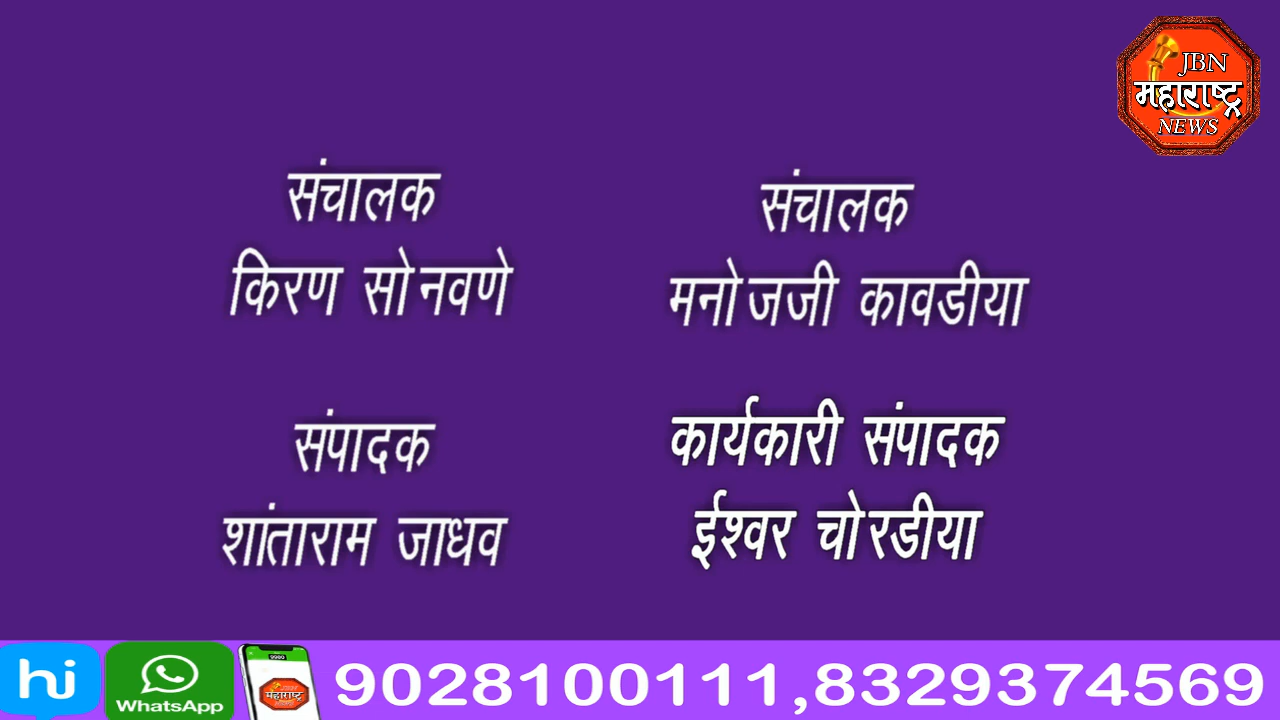 JBN
महाराष्ट्र
NEWS
संचालक
किरण सोनवणे
संचालक
मनोजजी कावडीया
संपादक
शांताराम जाधव
कार्यकारी संपादक
ईश्वर चोरडीया
hi
WhatsApp
महाराष्ट्र
9028100111,8329374569